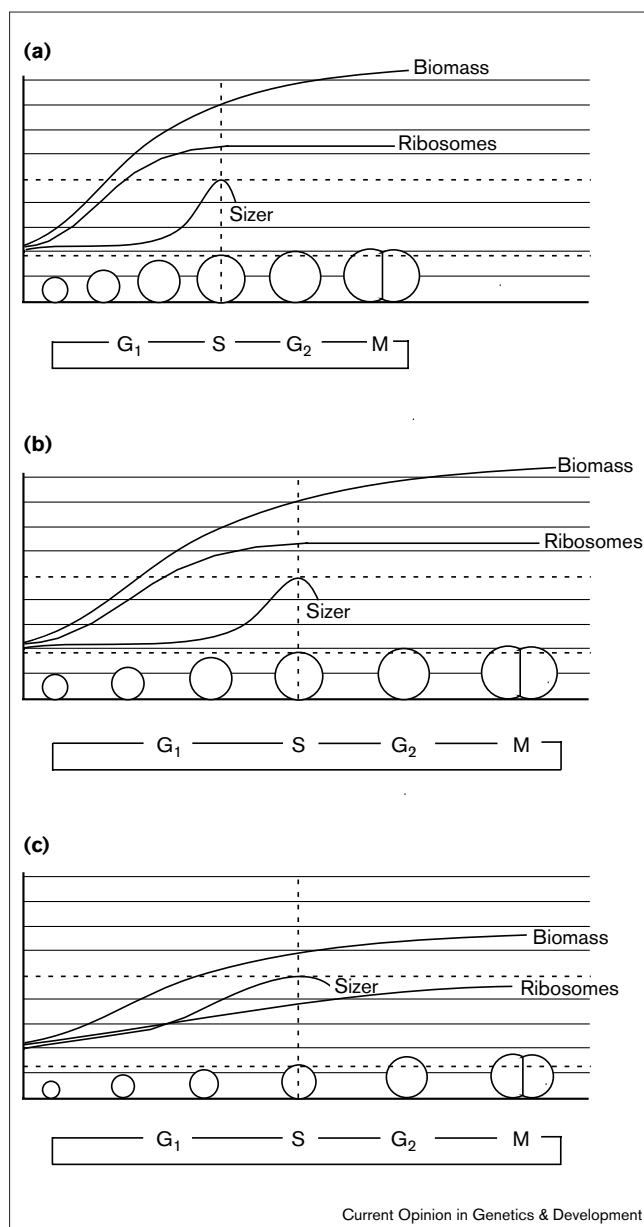 (a)
Biomass
Ribosomes
Sizer
G₁ S G₂ M
(b)
Biomass
Ribosomes
Sizer
G₁ S G₂ M
(c)
Biomass
Sizer
Ribosomes
G₁ S G₂ M
Current Opinion in Genetics & Development